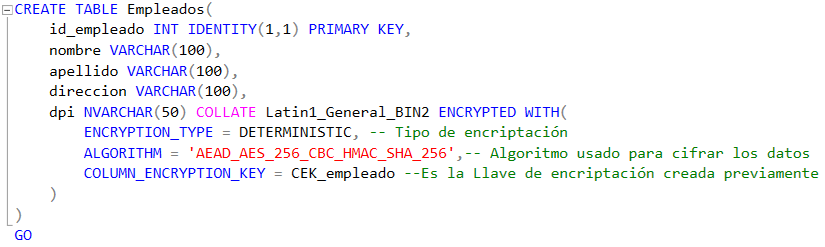 CREATE TABLE Empleados(
id_empleado INT IDENTITY(1,1) PRIMARY KEY,
nombre VARCHAR(100),
apellido VARCHAR(100),
direccion VARCHAR(100),
dpi NVARCHAR(50) COLLATE Latin1_General_BIN2 ENCRYPTED WITH(
ENCRYPTION_TYPE = DETERMINISTIC, -- Tipo de encriptación
ALGORITHM = 'AEAD_AES_256_CBC_HMAC_SHA_256',-- Algoritmo usado para cifrar los datos
COLUMN_ENCRYPTION_KEY = CEK_empleado --Es la Llave de encriptación creada previamente
)
)
GO